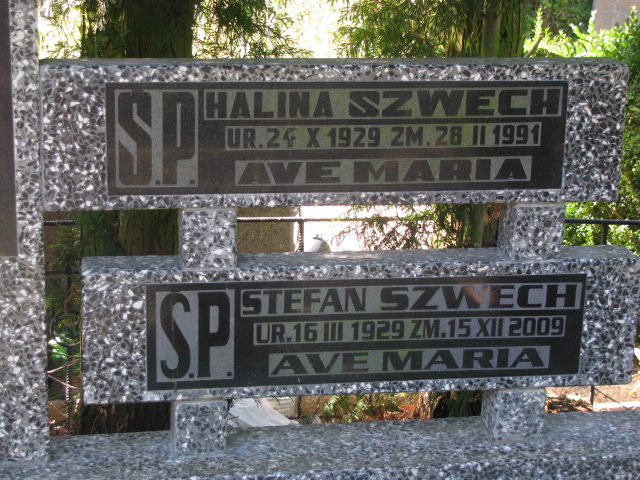 Ś.P. HALINA SZWECH
UR. 24 X 1929 ZM. 28 II 1991
AVE MARIA
Ś.P. STEFAN SZWECH
UR. 16 III 1929 ZM. 15 XII 2009
AVE MARIA